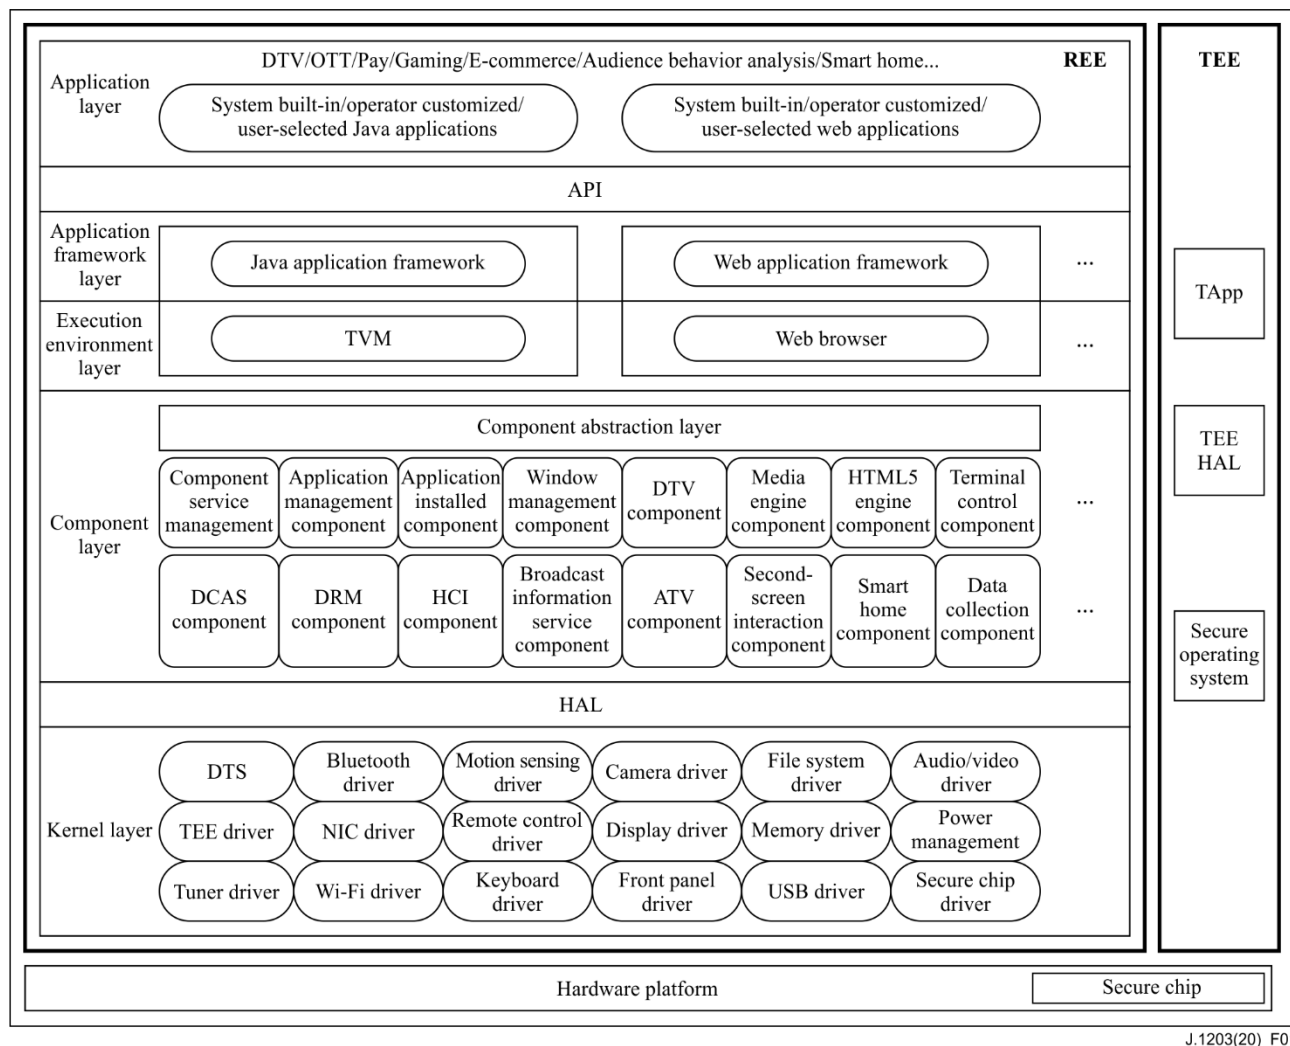 DTV/OTT/Pay/Gaming/E-commerce/Audience behavior analysis/Smart home...
REE
TEE
Application
layer
System built-in/operator customized/
user-selected Java applications
System built-in/operator customized/
user-selected web applications
API
Application
framework
layer
Java application framework
Web application framework
...
TApp
Execution
environment
layer
TVM
Web browser
...
Component
layer
Component abstraction layer
Component
service
management
Application
management
component
Application
installed
component
Window
management
component
DTV
component
Media
engine
component
HTML5
engine
component
Terminal
control
component
...
TEE
HAL
DCAS
component
DRM
component
HCI
component
Broadcast
information
service
component
ATV
component
Second-
screen
interaction
component
Smart
home
component
Data
collection
component
...
Secure
operating
system
HAL
Kernel layer
DTS
Bluetooth
driver
Motion sensing
driver
Camera driver
File system
driver
Audio/video
driver
TEE driver
NIC driver
Remote control
driver
Display driver
Memory driver
Power
management
Tuner driver
Wi-Fi driver
Keyboard
driver
Front panel
driver
USB driver
Secure chip
driver
Hardware platform
Secure chip
J.1203(20)_F0